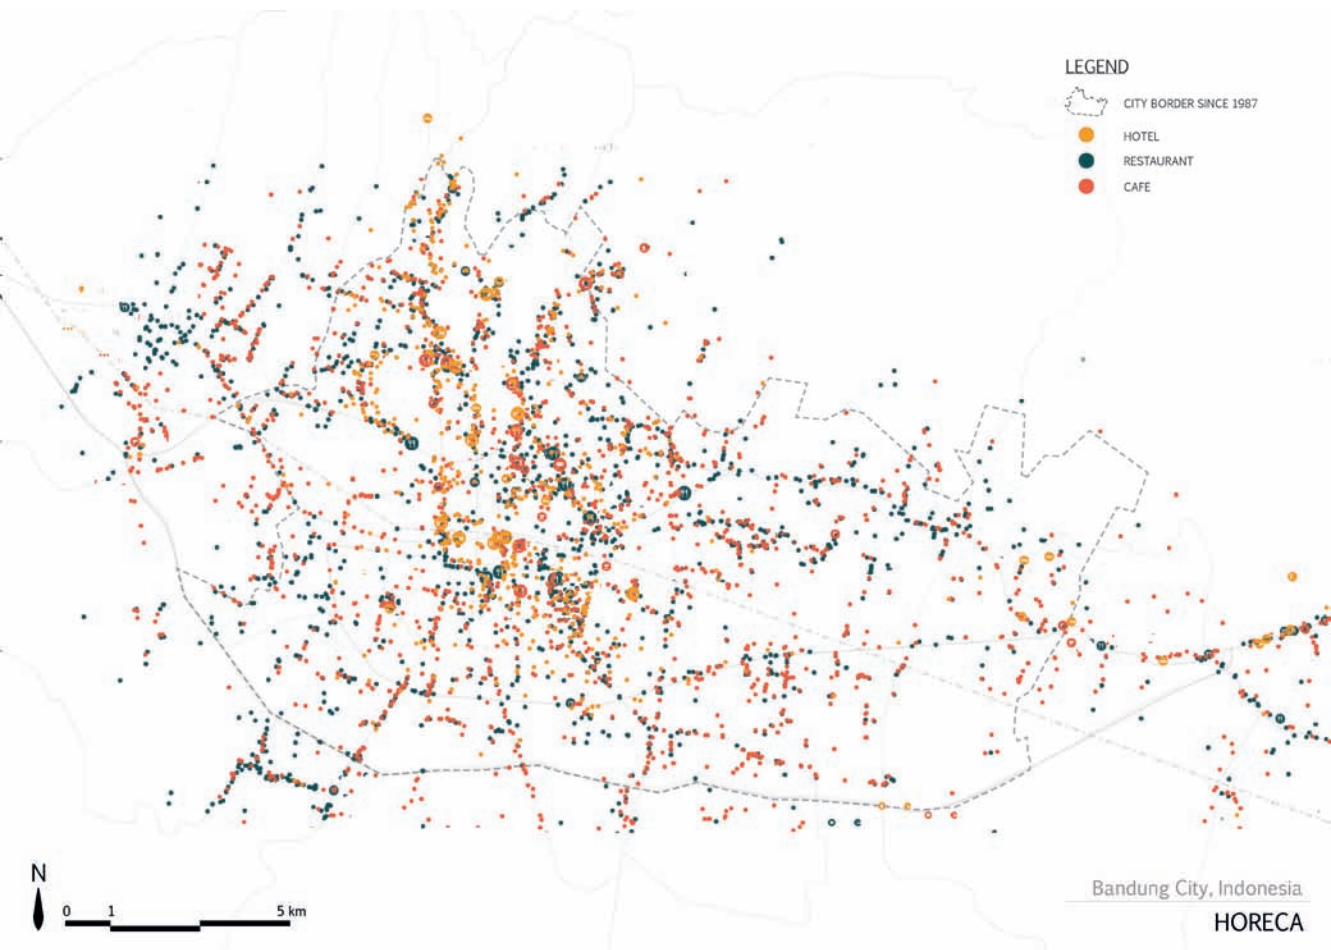 LEGEND
CITY BORDER SINCE 1987
HOTEL
RESTAURANT
CAFE
N
0 1 5 km
Bandung City, Indonesia
HORECA